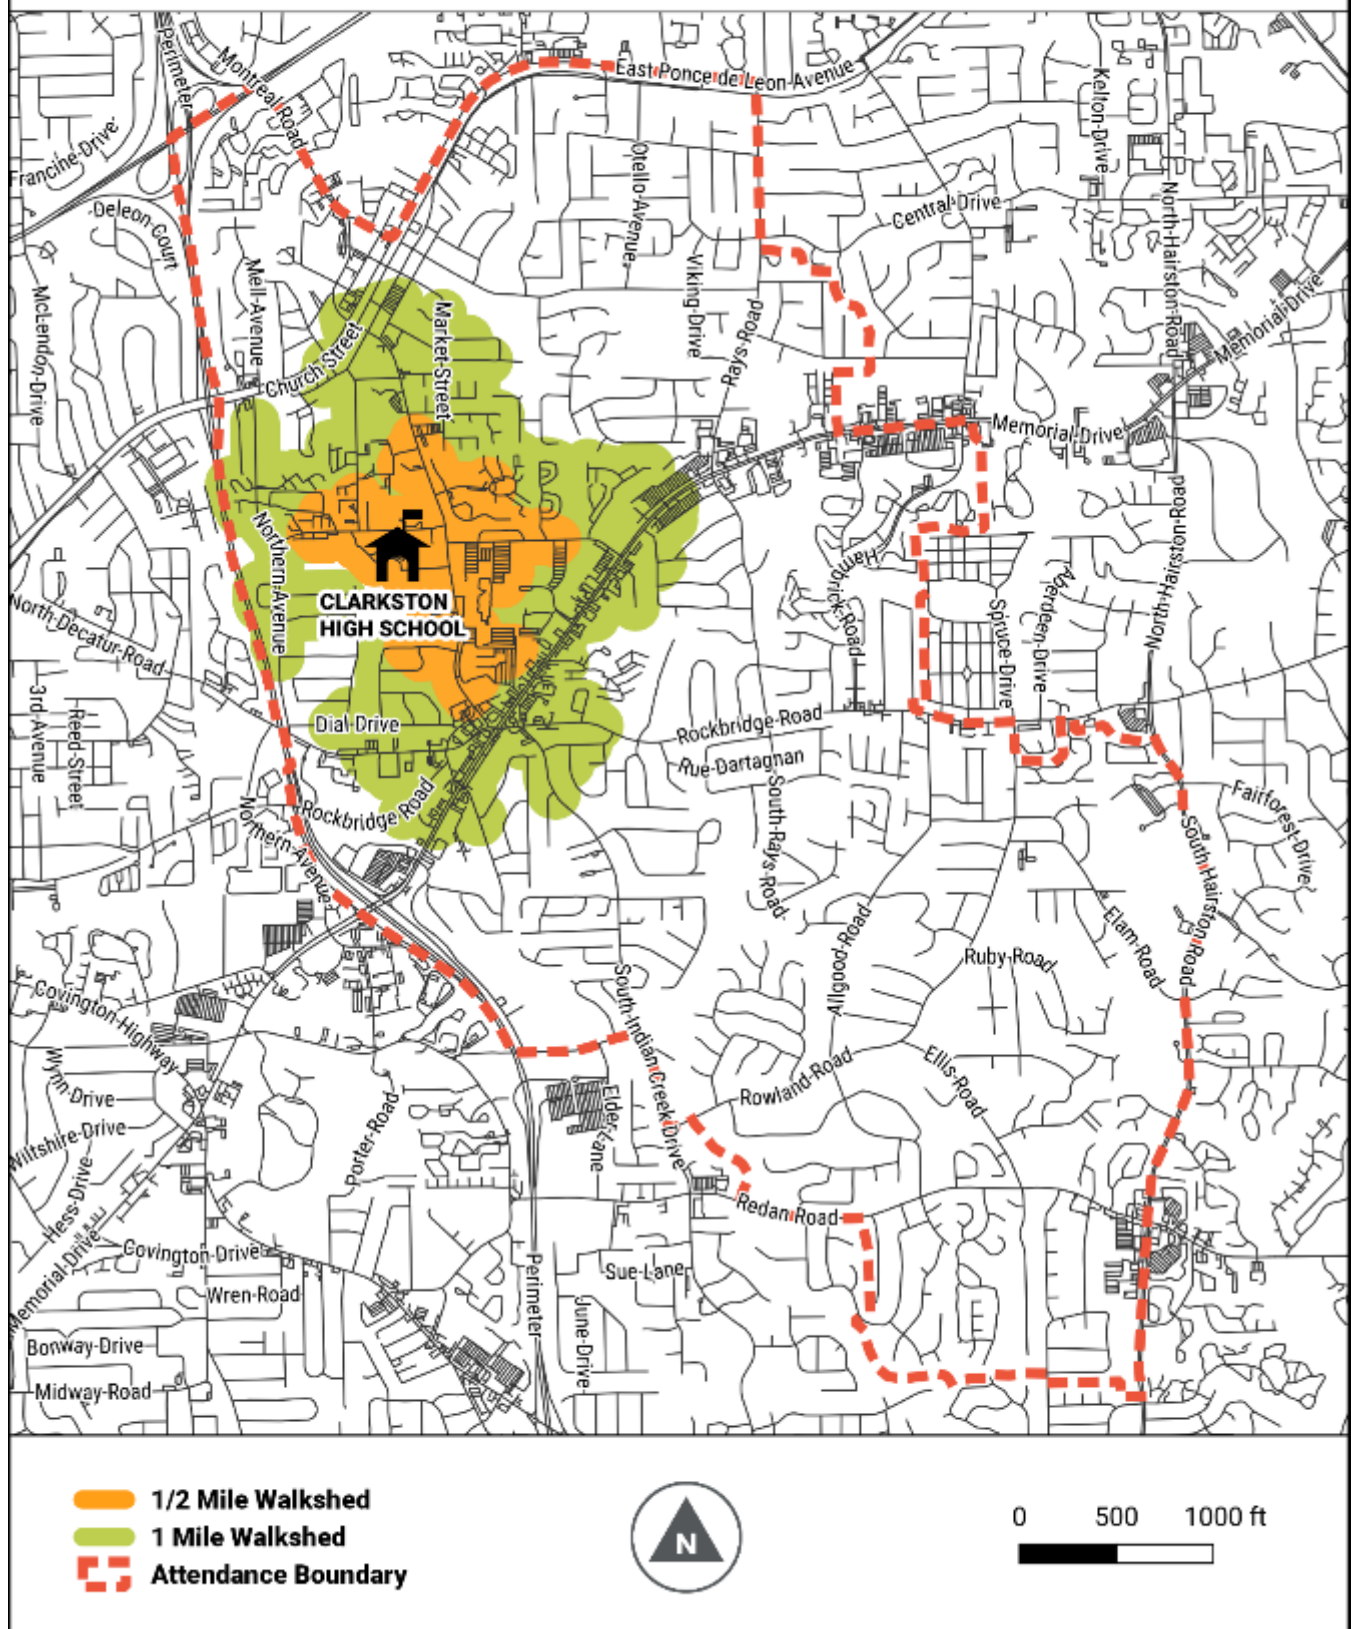 Perimeter
Montreal Road
East Ponce de Leon Avenue
Kelton-Drive
Francine-Drive
Deleon-Court
Otello-Avenue
Central-Drive
North-Hairston-Road
McLendon-Drive
Mell-Avenue
Viking-Drive
Memorial-Drive
Market-Street
Rays-Road
Church Street
Memorial-Drive
North-Hairston-Road
Northern-Avenue
Hambrick-Road
Aberdeen-Drive
Spruce-Drive
CLARKSTON
HIGH SCHOOL
North-Decatur-Road
3rd-Avenue
Reed-Street
Dial Drive
Rockbridge-Road
Rue-Dartagnan
South-Rays-Road
Rockbridge Road
Northern-Avenue
Fairforest-Drive
South-Hairston-Road
Allgood-Road
Elam-Road
Ruby-Road
South-Indian-Creek-Drive
Covington-Highway
Wynn-Drive
Wiltshire-Drive
Rowland-Road
Ellis-Road
Elder-Lane
Porter-Road
Hess-Drive
Redan-Road
Memorial-Drive
Covington-Drive
Sue-Lane
Perimeter
Wren-Road
June-Drive
Bonway-Drive
Midway-Road
1/2 Mile Walkshed
1 Mile Walkshed
Attendance Boundary
N
0 500 1000 ft